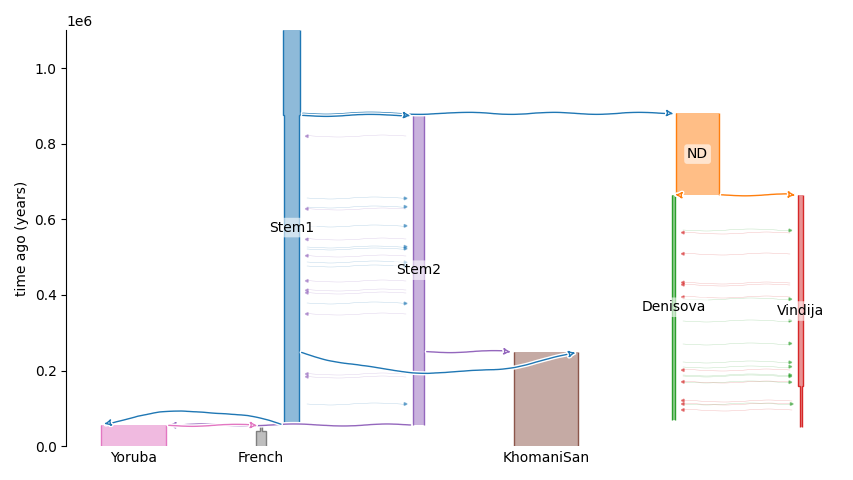 1e6
1.0
0.8
0.6
0.4
0.2
0.0
time ago (years)
ND
Stem1
Stem2
Denisova
Vindija
Yoruba
French
KhomaniSan